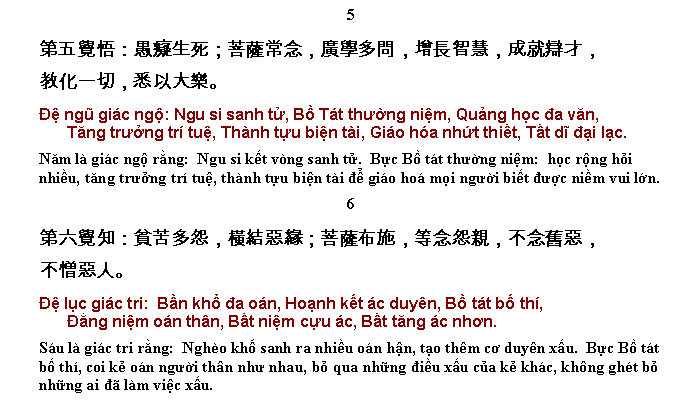 5
第五覺悟：愚癡生死；菩薩常念，廣學多問，增長智慧，成就辯才，
教化一切，悉以大樂。
Đệ ngũ giác ngộ: Ngu si sanh tử, Bồ Tát thường niệm, Quảng học đa văn,
Tăng trưởng trí tuệ, Thành tựu biện tài, Giáo hóa nhứt thiết, Tất dĩ đại lạc.
Năm là giác ngộ rằng: Ngu si kết vòng sanh tử. Bực Bồ tát thường niệm: học rộng hỏi
nhiều, tăng trưởng trí tuệ, thành tựu biện tài để giáo hoá mọi người biết được niềm vui lớn.
6
第六覺知：貧苦多怨，橫結惡緣；菩薩布施，等念怨親，不念舊惡，
不憎惡人。
Đệ lục giác tri: Bần khổ đa oán, Hoạnh kết ác duyên, Bồ tát bố thí,
Đẳng niệm oán thân, Bất niệm cựu ác, Bất tăng ác nhơn.
Sáu là giác tri rằng: Nghèo khổ sanh ra nhiều oán hận, tạo thêm cơ duyên xấu. Bực Bồ tát
bố thí, coi kẻ oán người thân như nhau, bỏ qua những điều xấu của kẻ khác, không ghét bỏ
những ai đã làm việc xấu.